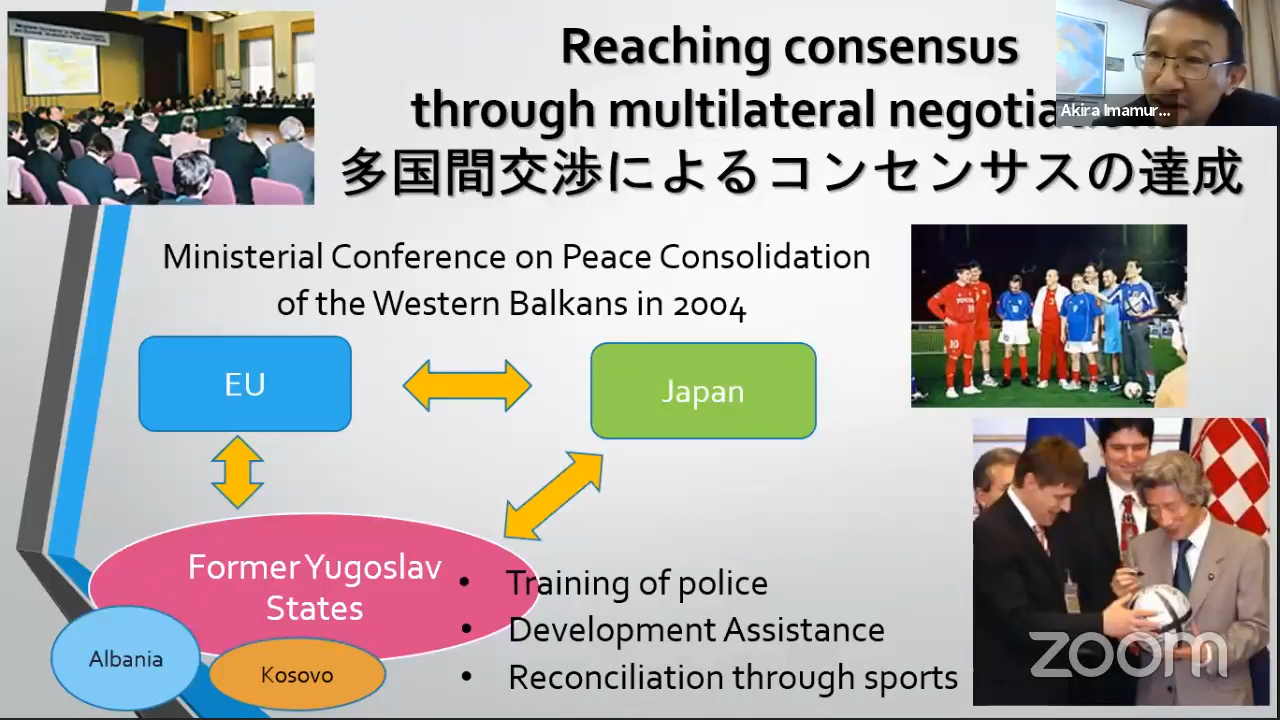 Reaching consensus
through multilateral
多国間交渉によるコンセンサスの達成
Akira Imamur...
Ministerial Conference on Peace Consolidation
of the Western Balkans in 2004
EU
Japan
Former Yugoslav
States
Albania
Kosovo
• Training of police
• Development Assistance
• Reconciliation through sports
zoom